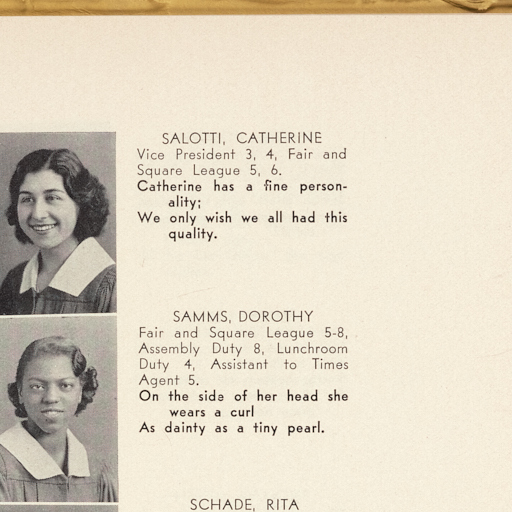 SALOTTI, CATHERINE
Vice President 3, 4, Fair and
Square League 5, 6.
Catherine has a fine person-
ality;
We only wish we all had this
quality.
SAMMS, DOROTHY
Fair and Square League 5-8,
Assembly Duty 8, Lunchroom
Duty 4, Assistant to Times
Agent 5.
On the side of her head she
wears a curl
As dainty as a tiny pearl.
SCHADE, RITA